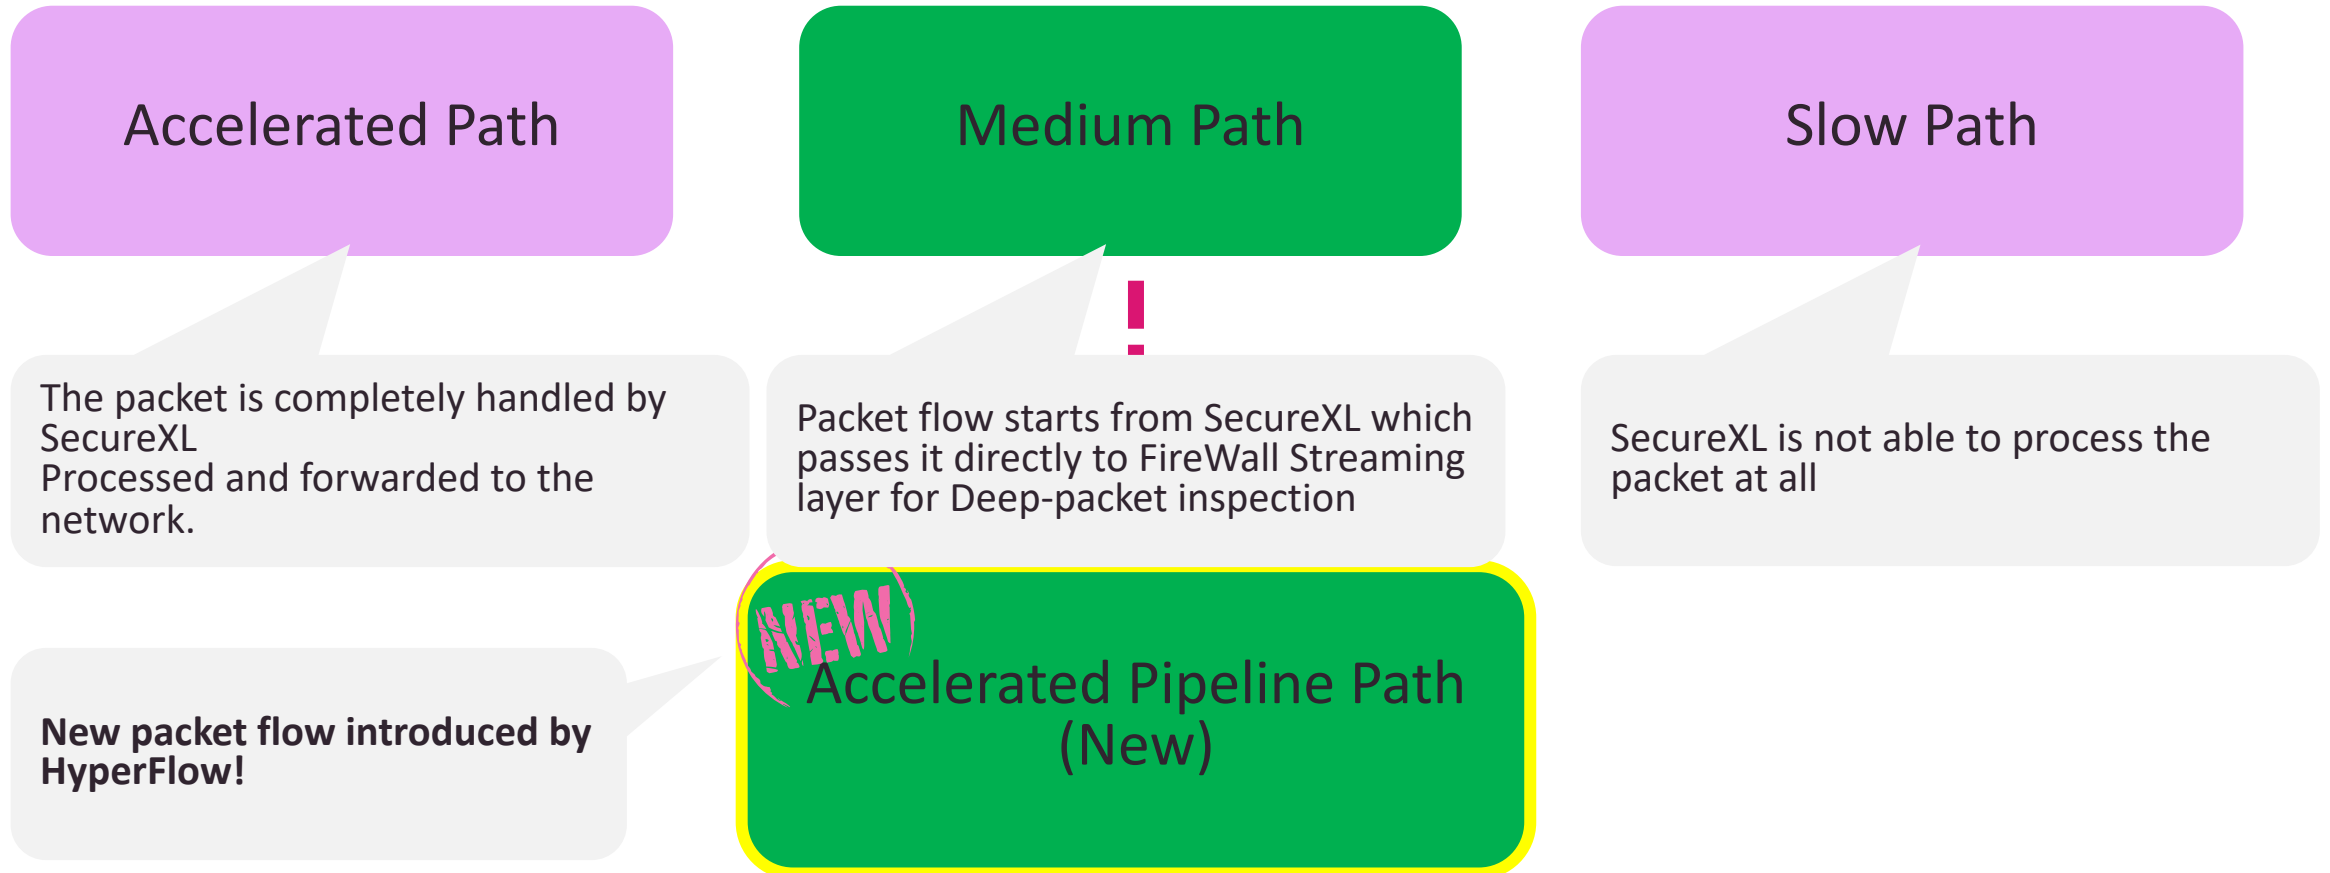 Accelerated Path
Medium Path
Slow Path
The packet is completely handled by
SecureXL
Processed and forwarded to the
network.
Packet flow starts from SecureXL which
passes it directly to FireWall Streaming
layer for Deep-packet inspection
SecureXL is not able to process the
packet at all
NEW
Accelerated Pipeline Path
(New)
New packet flow introduced by
HyperFlow!